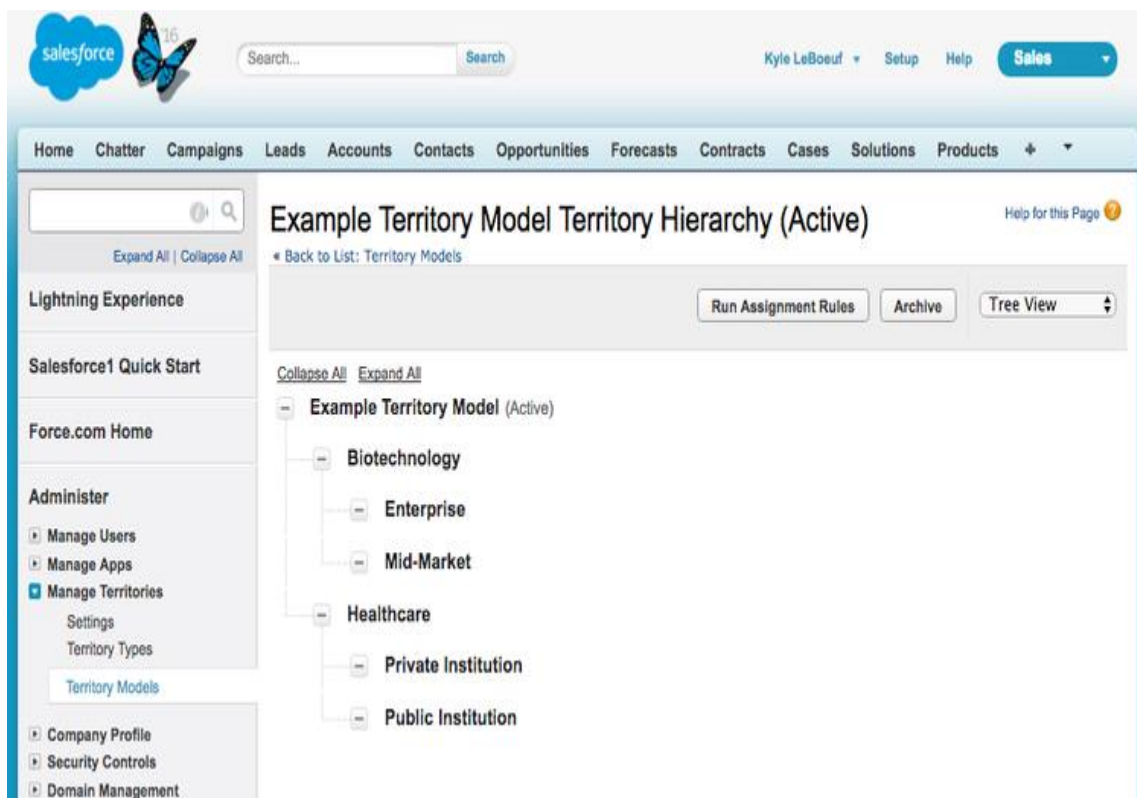 salesforce
'16
Search...
Search
Kyle LeBoeuf
Setup
Help
Sales
Home Chatter Campaigns Leads Accounts Contacts Opportunities Forecasts Contracts Cases Solutions Products +
Expand All | Collapse All
Lightning Experience
Salesforce1 Quick Start
Force.com Home
Administer
Manage Users
Manage Apps
Manage Territories
Settings
Territory Types
Territory Models
Company Profile
Security Controls
Domain Management
Example Territory Model Territory Hierarchy (Active)
Help for this Page ?
« Back to List: Territory Models
Run Assignment Rules
Archive
Tree View
Collapse All Expand All
Example Territory Model (Active)
Biotechnology
Enterprise
Mid-Market
Healthcare
Private Institution
Public Institution